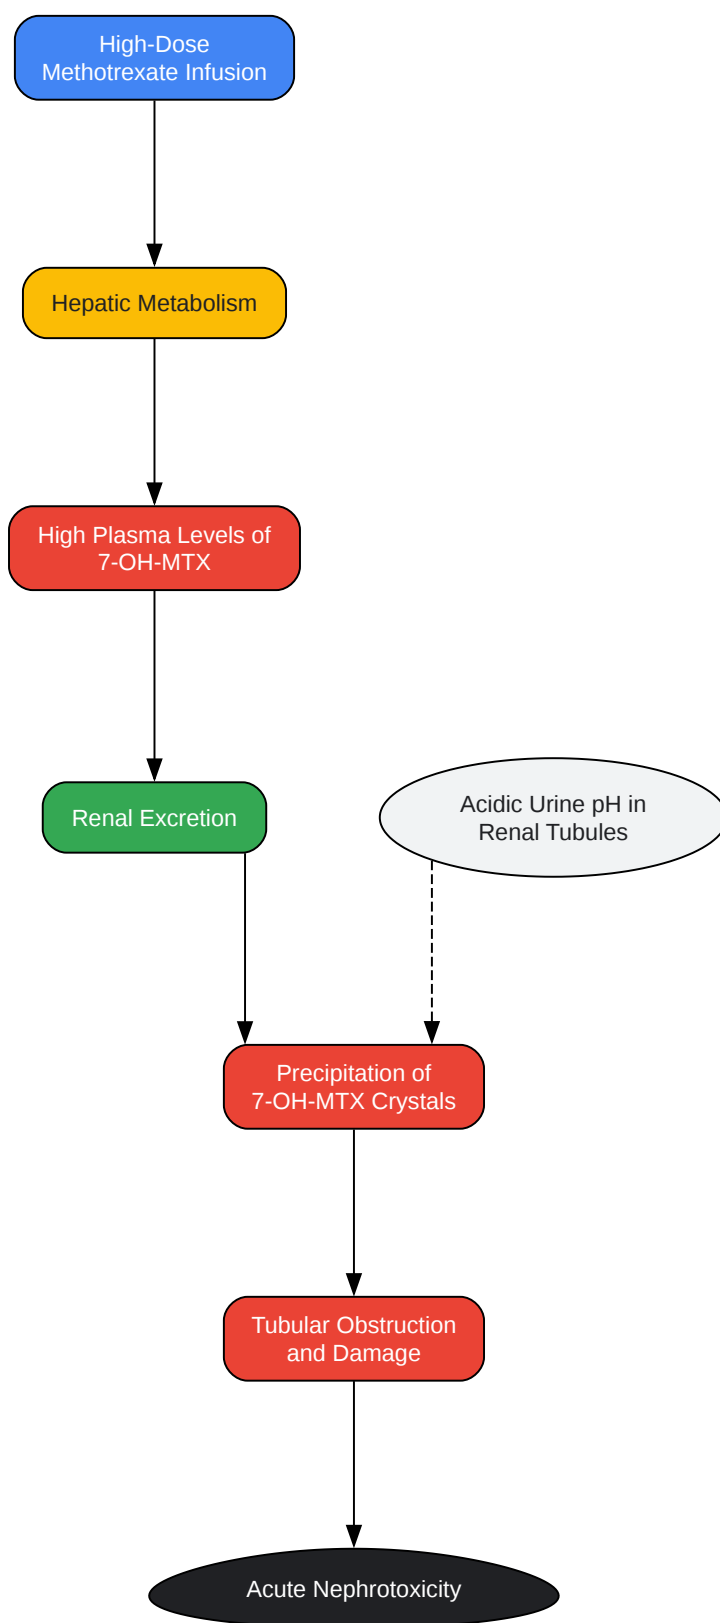 High-Dose
Methotrexate Infusion
Hepatic Metabolism
High Plasma Levels of
7-OH-MTX
Renal Excretion
Acidic Urine pH in
Renal Tubules
Precipitation of
7-OH-MTX Crystals
Tubular Obstruction
and Damage
Acute Nephrotoxicity